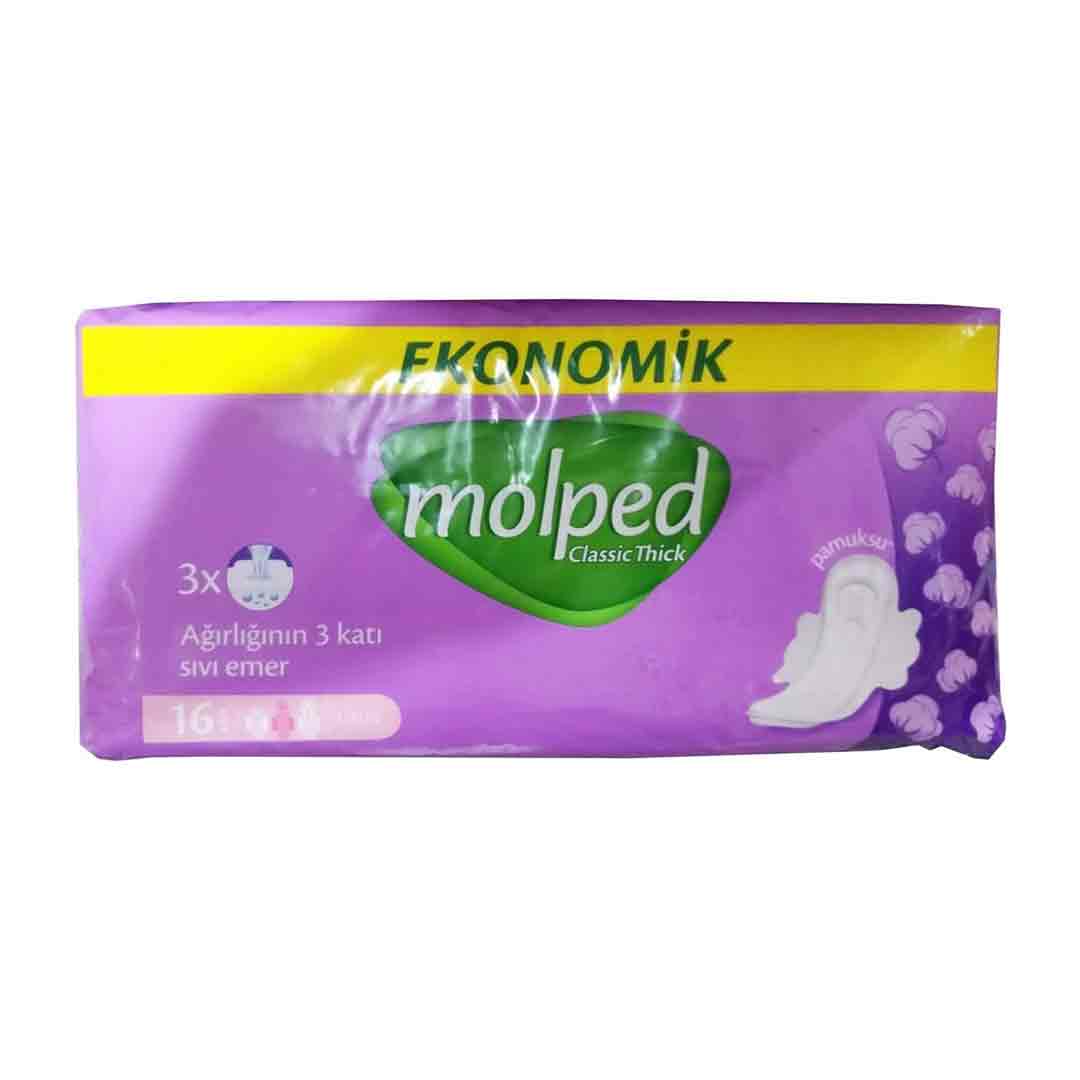 EKONOMİK
molped
Classic Thick
pamuksu
3x
Ağırlığının 3 katı
sıvı emer
16